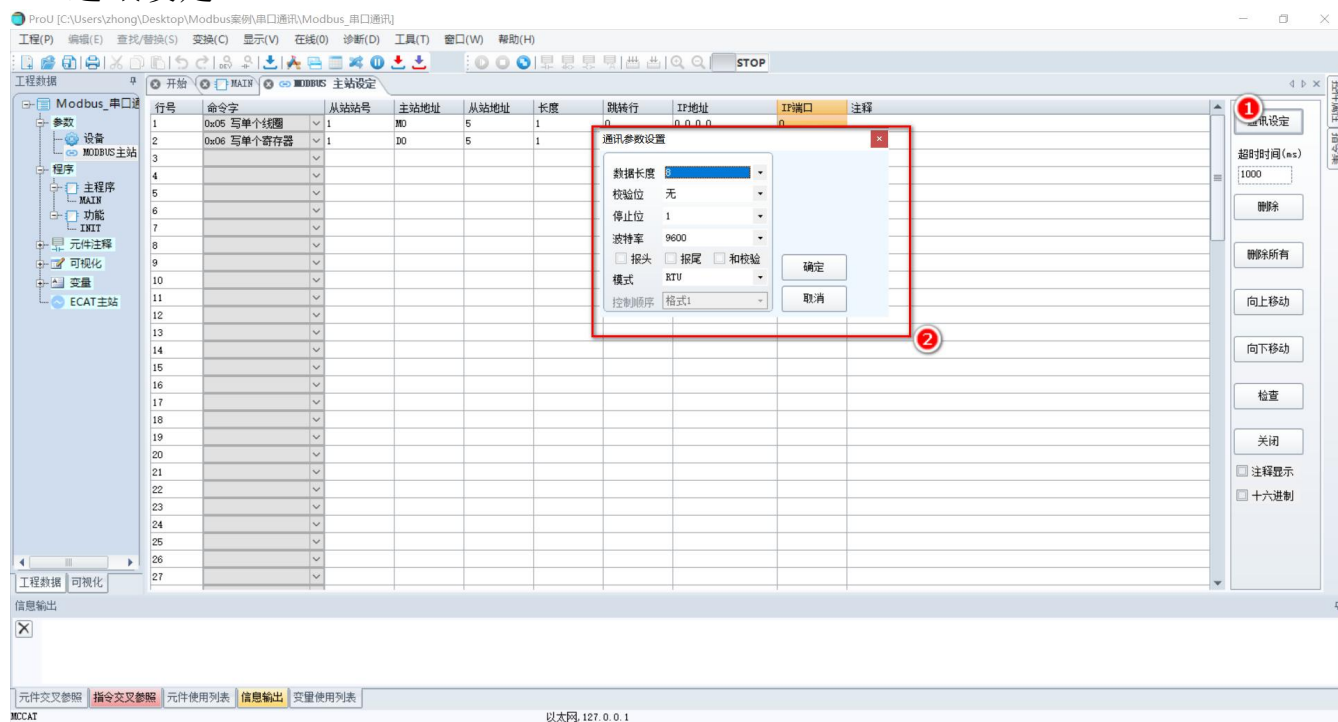 ProU [C:\Users\zhong\Desktop\Modbus案例\串口通讯\Modbus_串口通讯]
工程(P) 编辑(E) 查找/替换(S) 变换(C) 显示(V) 在线(O) 诊断(D) 工具(T) 窗口(W) 帮助(H)
STOP
工程数据
开始 MAIN MODBUS 主站设定
Modbus_串口通
参数
设备
MODBUS主站
程序
主程序
MAIN
功能
INIT
元件注释
可视化
变量
ECAT主站
工程数据 可视化
行号 命令字 从站站号 主站地址 从站地址 长度 跳转行 IP地址 IP端口 注释
1 0x05 写单个线圈 1 M0 5 1 0 0.0.0.0 0
2 0x06 写单个寄存器 1 D0 5 1
3
4
5
6
7
8
9
10
11
12
13
14
15
16
17
18
19
20
21
22
23
24
25
26
27
通讯参数设置
数据长度 8
校验位 无
停止位 1
波特率 9600
报头 报尾 和校验
模式 RTU
控制顺序 格式1
确定
取消
2
1
讯设定
超时时间(ms)
1000
删除
删除所有
向上移动
向下移动
检查
关闭
注释显示
十六进制
信息输出
元件交叉参照 指令交叉参照 元件使用列表 信息输出 变量使用列表
MCCAT 以太网,127.0.0.1